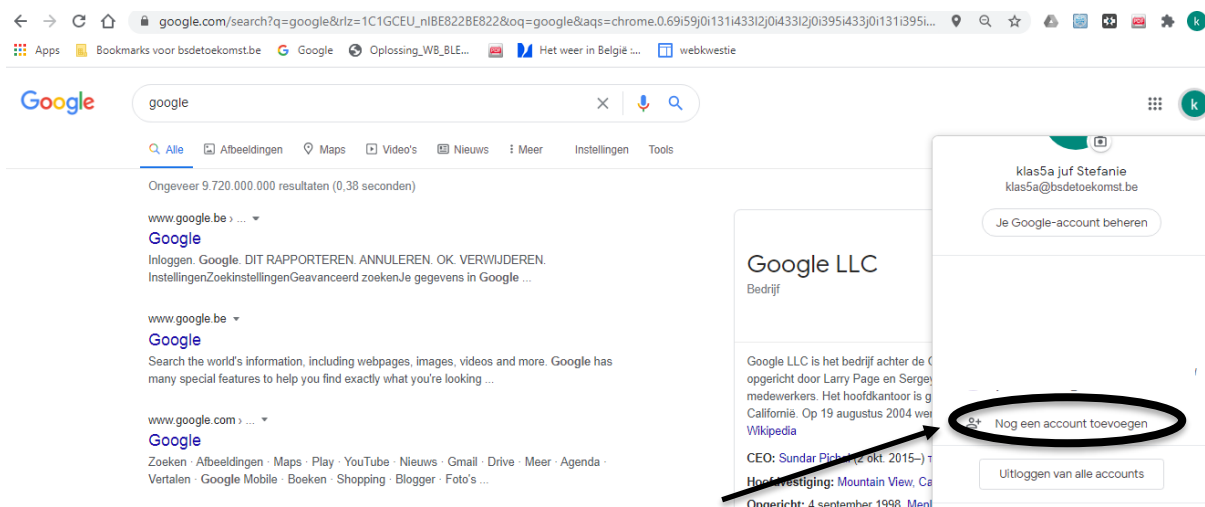 google.com/search?q=google&rlz=1C1GCEU_nlBE822BE822&oq=google&aqs=chrome.0.69i59j0i131i433l2j0i433l2j0i395i433j0i131i395i...
k
Apps
Bookmarks voor bsdetoekomst.be
Google
Oplossing_WB_BLE...
Het weer in België :...
webkwestie
Google
google
k
Alle
Afbeeldingen
Maps
Video's
Nieuws
Meer
Instellingen
Tools
Ongeveer 9.720.000.000 resultaten (0,38 seconden)
www.google.be › ...
Google
Inloggen. Google. DIT RAPPORTEREN. ANNULEREN. OK. VERWIJDEREN.
InstellingenZoekinstellingenGeavanceerd zoekenJe gegevens in Google ...
www.google.be
Google
Search the world's information, including webpages, images, videos and more. Google has
many special features to help you find exactly what you're looking ...
www.google.com › ...
Google
Zoeken · Afbeeldingen · Maps · Play · YouTube · Nieuws · Gmail · Drive · Meer · Agenda ·
Vertalen · Google Mobile · Boeken · Shopping · Blogger · Foto's ...
Google LLC
Bedrijf
Google LLC is het bedrijf achter de
opgericht door Larry Page en Sergey
medewerkers. Het hoofdkantoor is g
Californië. Op 19 augustus 2004 wer
Wikipedia
CEO: Sundar Pichai (2 okt. 2015–)
Hoofdvestiging: Mountain View, Ca
Opgericht: 4 september 1998, Menl
klas5a juf Stefanie
klas5a@bsdetoekomst.be
Je Google-account beheren
Nog een account toevoegen
Uitloggen van alle accounts